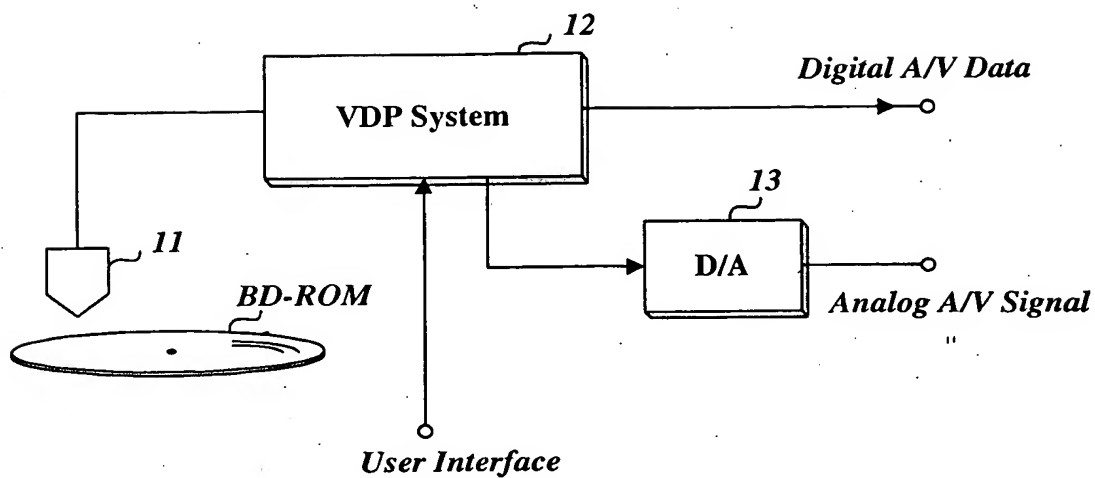 12
Digital A/V Data
VDP System
13
11
D/A
BD-ROM
Analog A/V Signal
User Interface